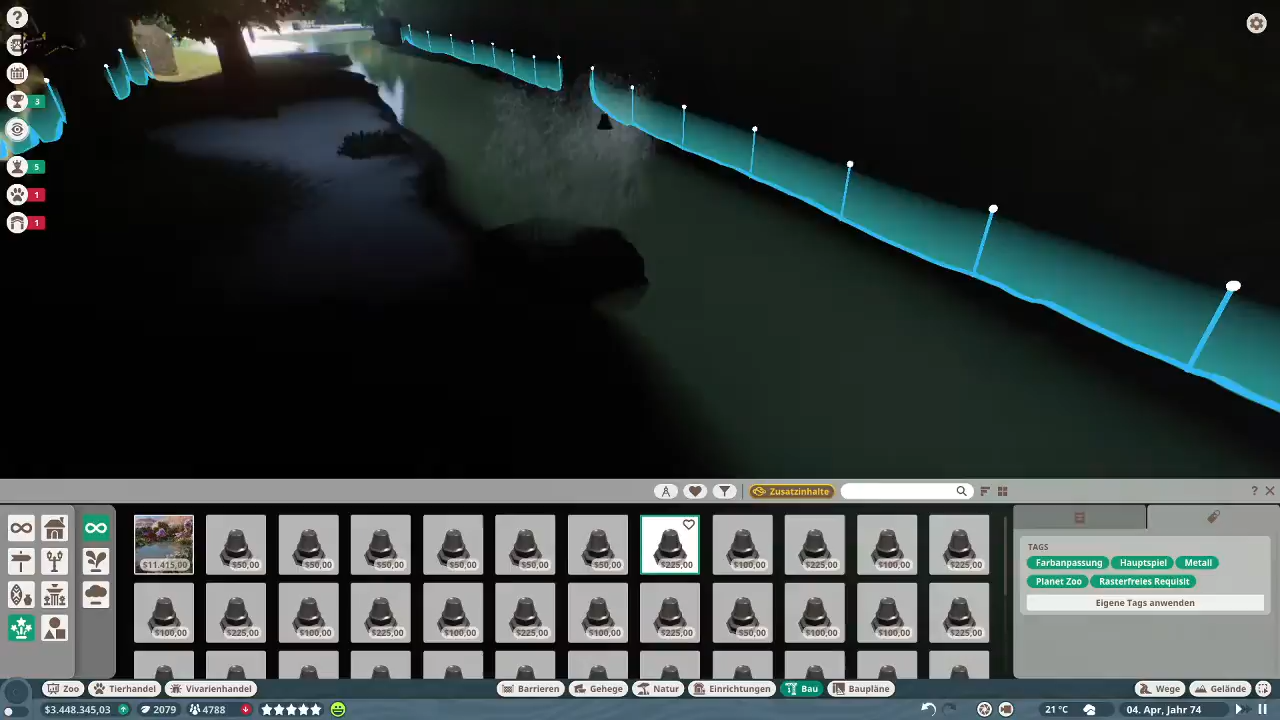 ?
3
5
1
1
Zusatzinhalte
? ×
$11.415,00 $50,00 $50,00 $50,00 $50,00 $50,00 $50,00 $225,00 $100,00 $225,00 $100,00 $225,00
$100,00 $225,00 $100,00 $225,00 $100,00 $225,00 $100,00 $225,00 $50,00 $100,00 $100,00 $225,00
TAGS
Farbanpassung Hauptspiel Metall
Planet Zoo Rasterfreies Requisit
Eigene Tags anwenden
Zoo Tierhandel Vivarienhandel Barrieren Gehege Natur Einrichtungen Bau Baupläne Wege Gelände
$3.448.345,03 2079 4788 21 °C 04. Apr, Jahr 74